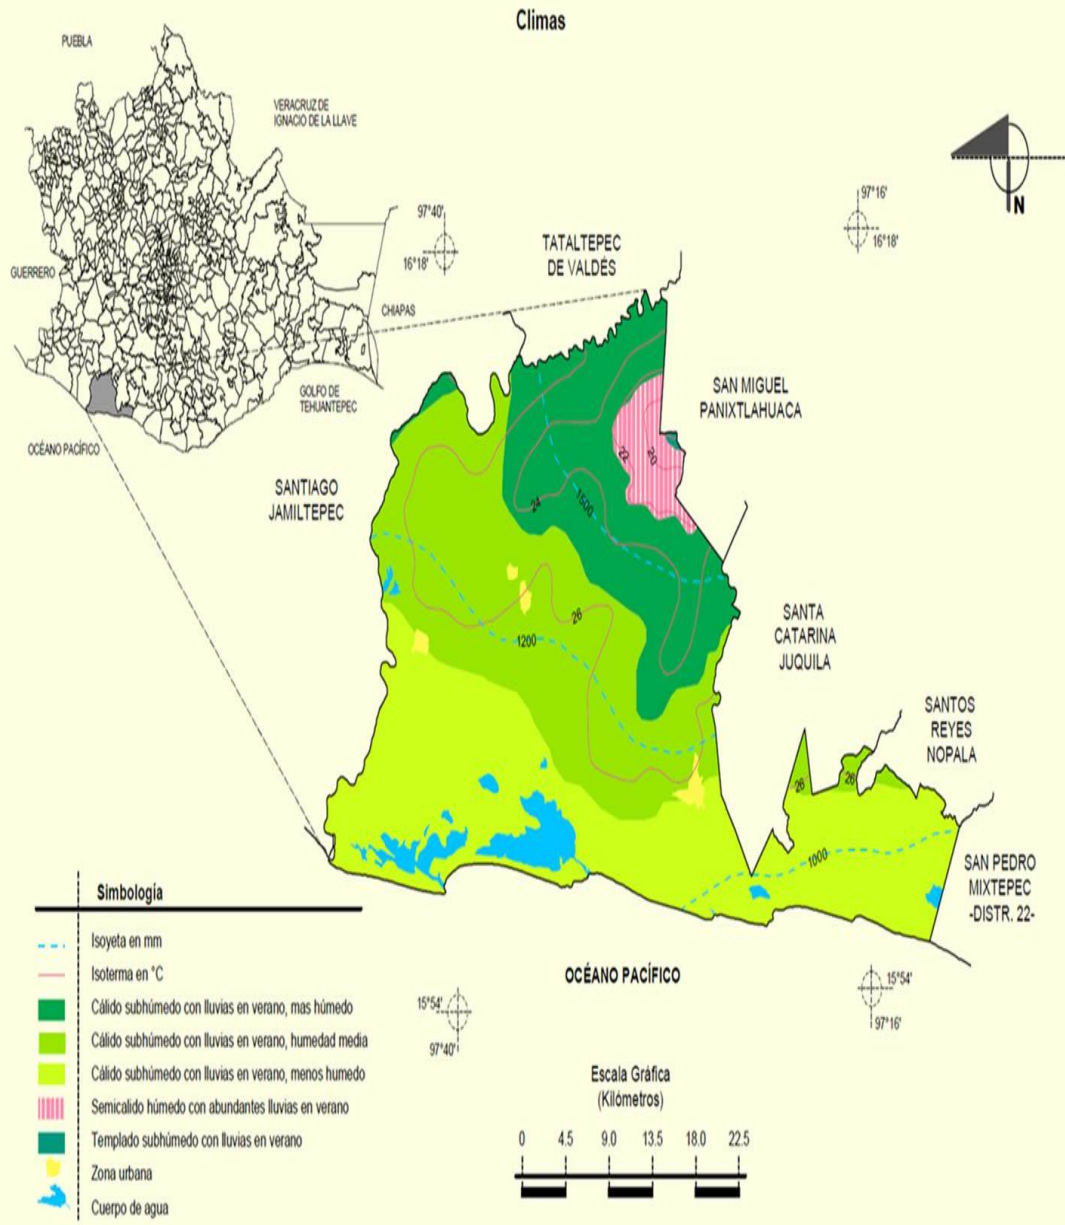 Climas
PUEBLA
VERACRUZ DE
IGNACIO DE LA LLAVE
GUERRERO
CHIAPAS
GOLFO DE
TEHUANTEPEC
OCÉANO PACÍFICO
97°40'
16°18'
97°16'
16°18'
N
TATALTEPEC
DE VALDÉS
SAN MIGUEL
PANIXTLAHUACA
SANTIAGO
JAMILTEPEC
SANTA
CATARINA
JUQUILA
SANTOS
REYES
NOPALA
SAN PEDRO
MIXTEPEC
-DISTR. 22-
22
20
24
1500
26
1200
26
26
1000
OCÉANO PACÍFICO
15°54'
97°40'
15°54'
97°16'
Simbología
Isoyeta en mm
Isoterma en °C
Cálido subhúmedo con lluvias en verano, mas húmedo
Cálido subhúmedo con lluvias en verano, humedad media
Cálido subhúmedo con lluvias en verano, menos humedo
Semicalido húmedo con abundantes lluvias en verano
Templado subhúmedo con lluvias en verano
Zona urbana
Cuerpo de agua
Escala Gráfica
(Kilómetros)
0 4.5 9.0 13.5 18.0 22.5